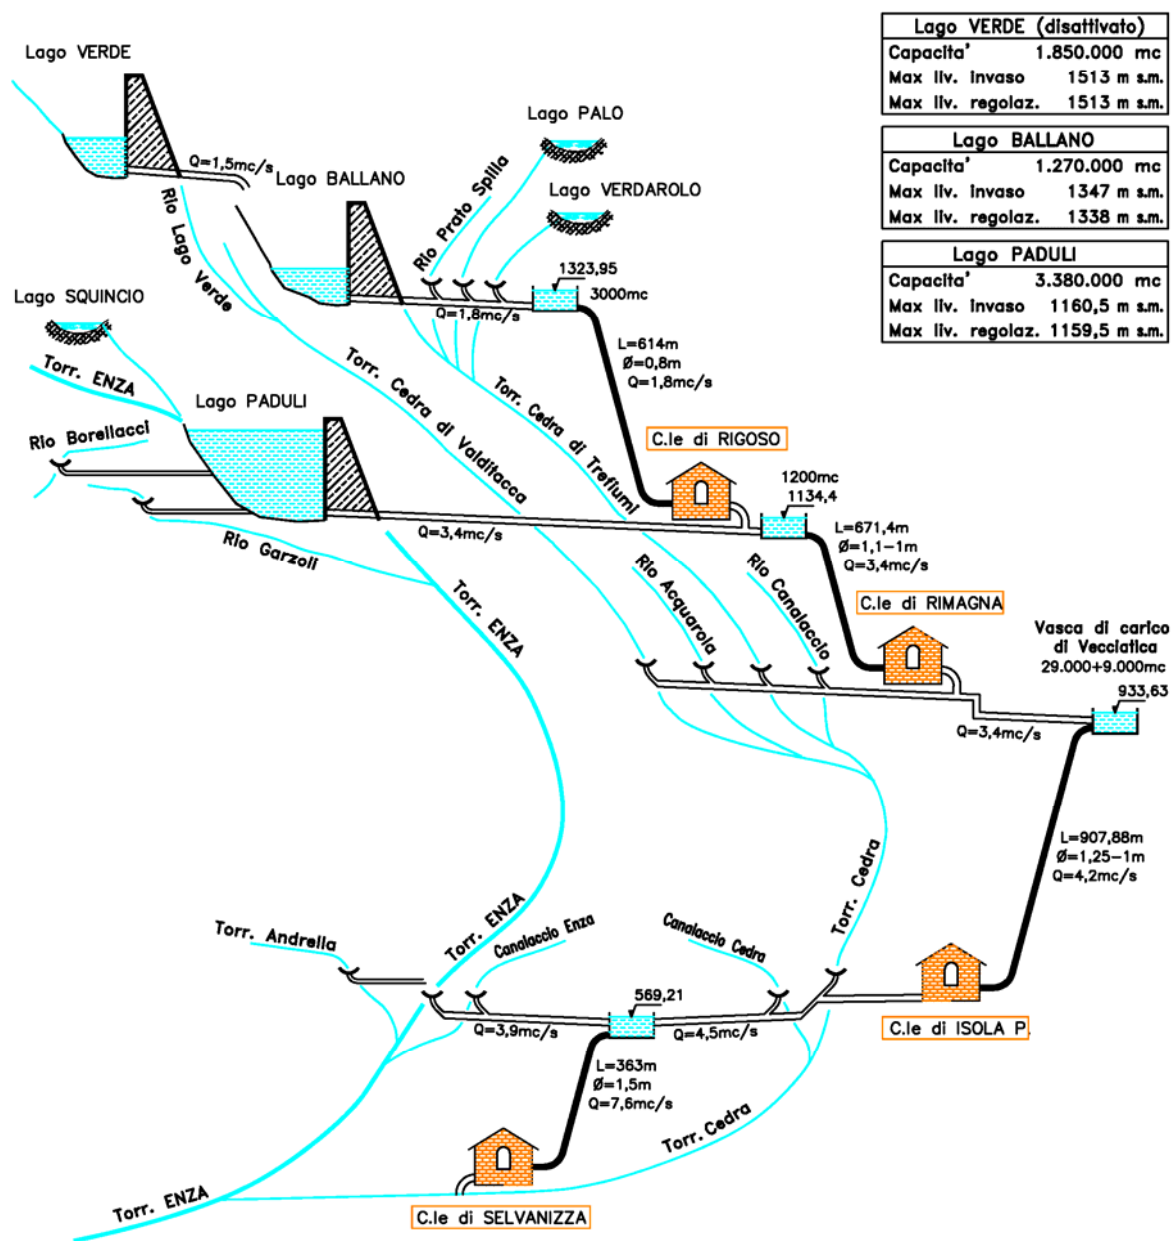 Lago VERDE (disattivato)
Capacita' 1.850.000 mc
Max liv. invaso 1513 m s.m.
Max liv. regolaz. 1513 m s.m.
Lago BALLANO
Capacita' 1.270.000 mc
Max liv. invaso 1347 m s.m.
Max liv. regolaz. 1338 m s.m.
Lago PADULI
Capacita' 3.380.000 mc
Max liv. invaso 1160,5 m s.m.
Max liv. regolaz. 1159,5 m s.m.
Lago VERDE
Q=1,5mc/s
Rio Lago Verde
Lago BALLANO
Lago PALO
Rio Prato Spilla
Lago VERDAROLO
1323,95
3000mc
Q=1,8mc/s
Lago SQUINCIO
Torr. ENZA
L=614m
Ø=0,8m
Q=1,8mc/s
Torr. Cedra di Valditacca
Torr. Cedra di Trefiumi
Lago PADULI
Rio Borellacci
C.le di RIGOSO
1200mc
1134,4
Q=3,4mc/s
Rio Garzoli
L=671,4m
Ø=1,1-1m
Q=3,4mc/s
Rio Acquarola
Rio Canalaccio
Torr. ENZA
C.le di RIMAGNA
Vasca di carico
di Vecciatica
29.000+9.000mc
933,63
Q=3,4mc/s
L=907,88m
Ø=1,25-1m
Q=4,2mc/s
Torr. Cedra
Torr. Andrella
Torr. ENZA
Canalaccio Enza
Canalaccio Cedra
569,21
Q=3,9mc/s
Q=4,5mc/s
C.le di ISOLA P.
L=363m
Ø=1,5m
Q=7,6mc/s
Torr. Cedra
Torr. ENZA
C.le di SELVANIZZA